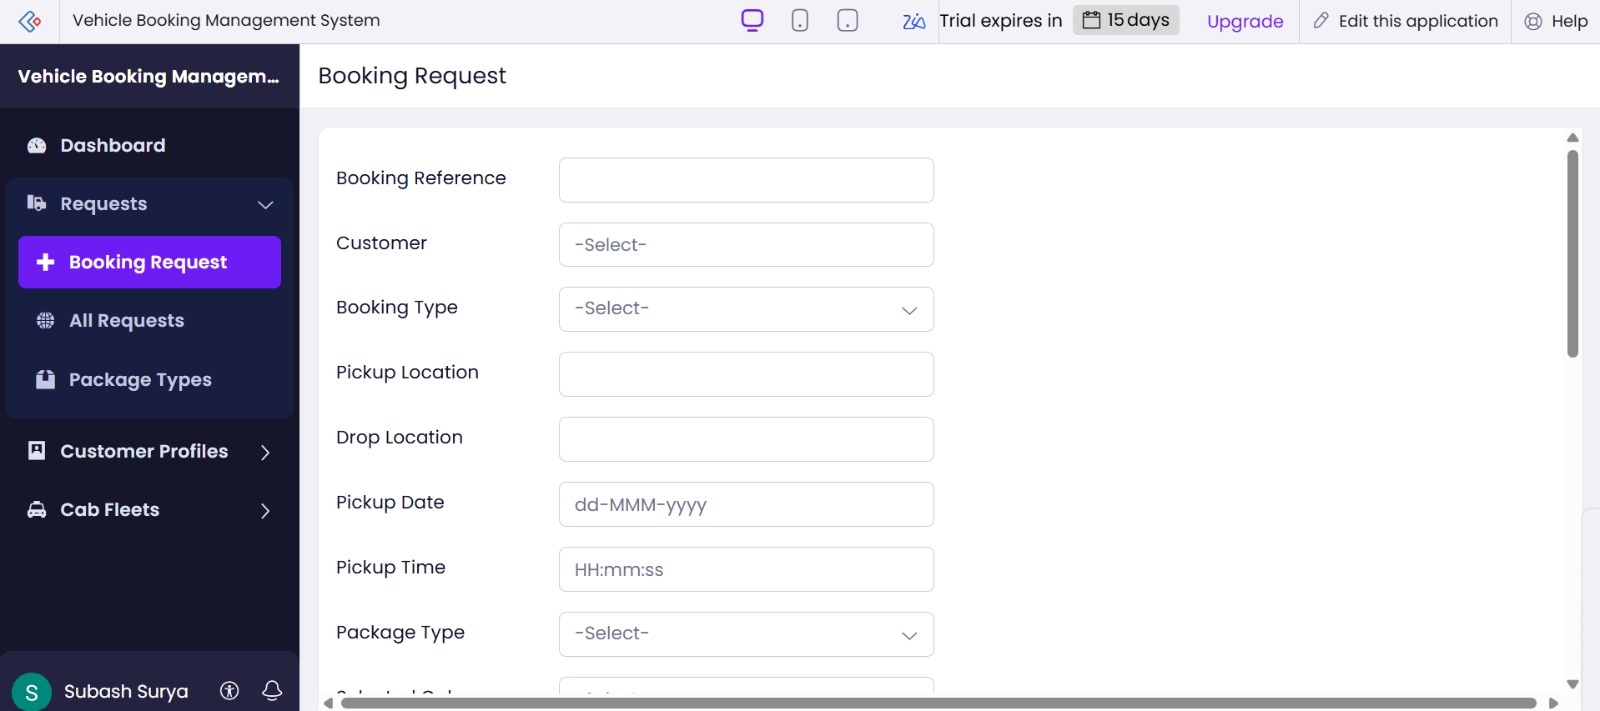 Vehicle Booking Management System
Trial expires in 15 days Upgrade Edit this application Help
Vehicle Booking Managem...
Booking Request
Dashboard
Requests
Booking Request
All Requests
Package Types
Customer Profiles
Cab Fleets
S Subash Surya
Booking Reference
Customer -Select-
Booking Type -Select-
Pickup Location
Drop Location
Pickup Date dd-MMM-yyyy
Pickup Time HH:mm:ss
Package Type -Select-